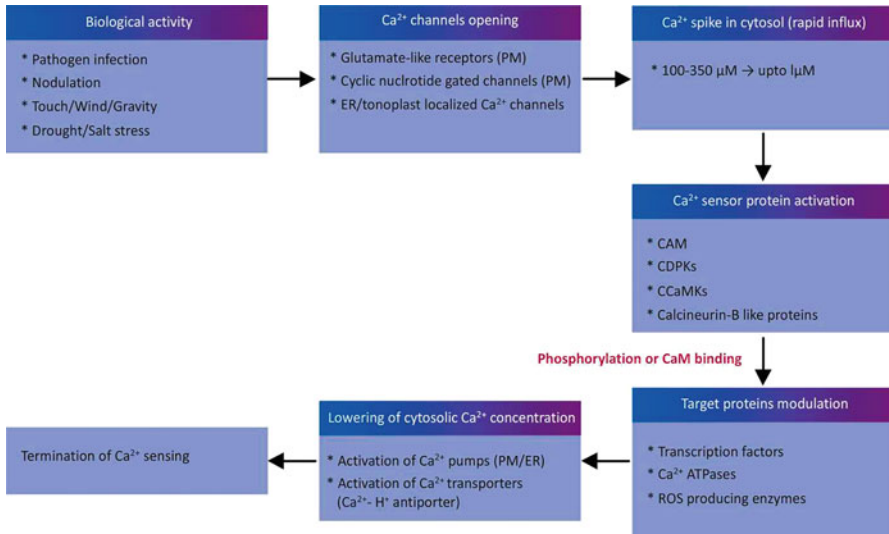 Biological activity
* Pathogen infection
* Nodulation
* Touch/Wind/Gravity
* Drought/Salt stress
Ca²⁺ channels opening
* Glutamate-like receptors (PM)
* Cyclic nuclrotide gated channels (PM)
* ER/tonoplast localized Ca²⁺ channels
Ca²⁺ spike in cytosol (rapid influx)
* 100-350 µM → upto lµM
Ca²⁺ sensor protein activation
* CAM
* CDPKs
* CCaMKs
* Calcineurin-B like proteins
Phosphorylation or CaM binding
Target proteins modulation
* Transcription factors
* Ca²⁺ ATPases
* ROS producing enzymes
Lowering of cytosolic Ca²⁺ concentration
* Activation of Ca²⁺ pumps (PM/ER)
* Activation of Ca²⁺ transporters
(Ca²⁺- H⁺ antiporter)
Termination of Ca²⁺ sensing